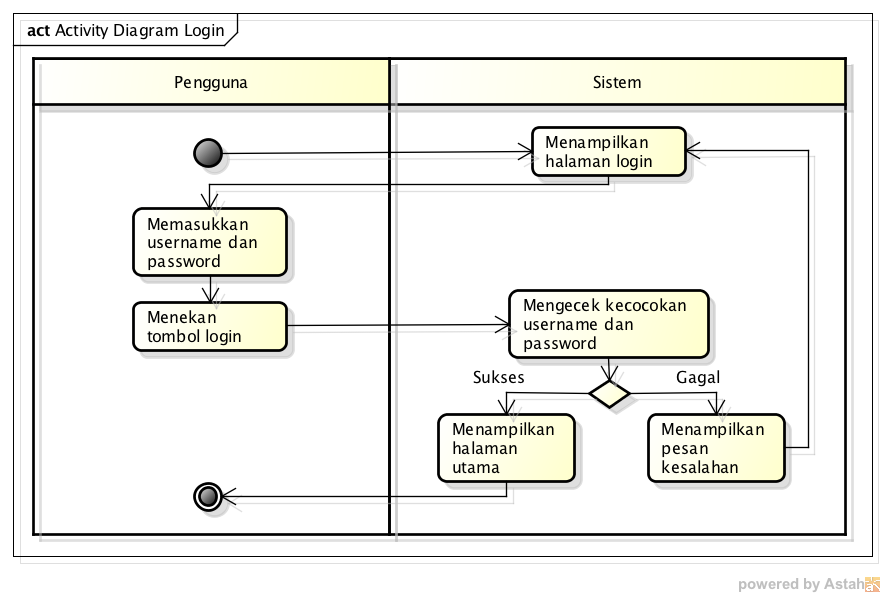 act Activity Diagram Login
Pengguna
Sistem
Menampilkan
halaman login
Memasukkan
username dan
password
Menekan
tombol login
Mengecek kecocokan
username dan
password
Sukses
Gagal
Menampilkan
halaman
utama
Menampilkan
pesan
kesalahan
powered by Astah